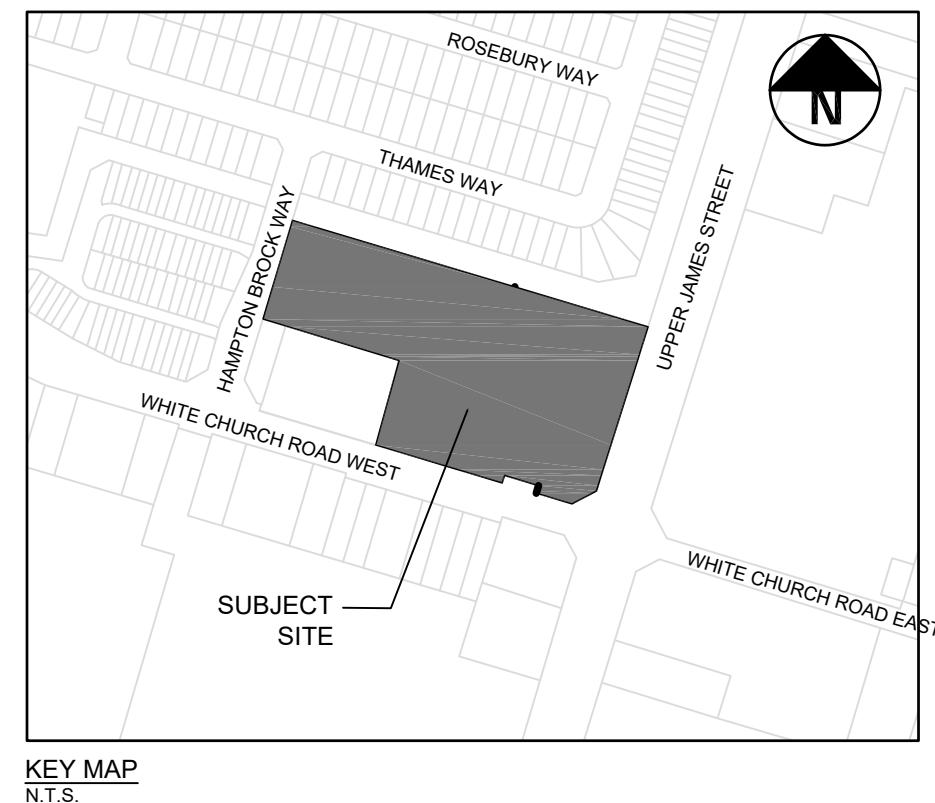 ROSEBURY WAY
N
THAMES WAY
HAMPTON BROCK WAY
UPPER JAMES STREET
WHITE CHURCH ROAD WEST
WHITE CHURCH ROAD EAST
SUBJECT
SITE
KEY MAP
N.T.S.